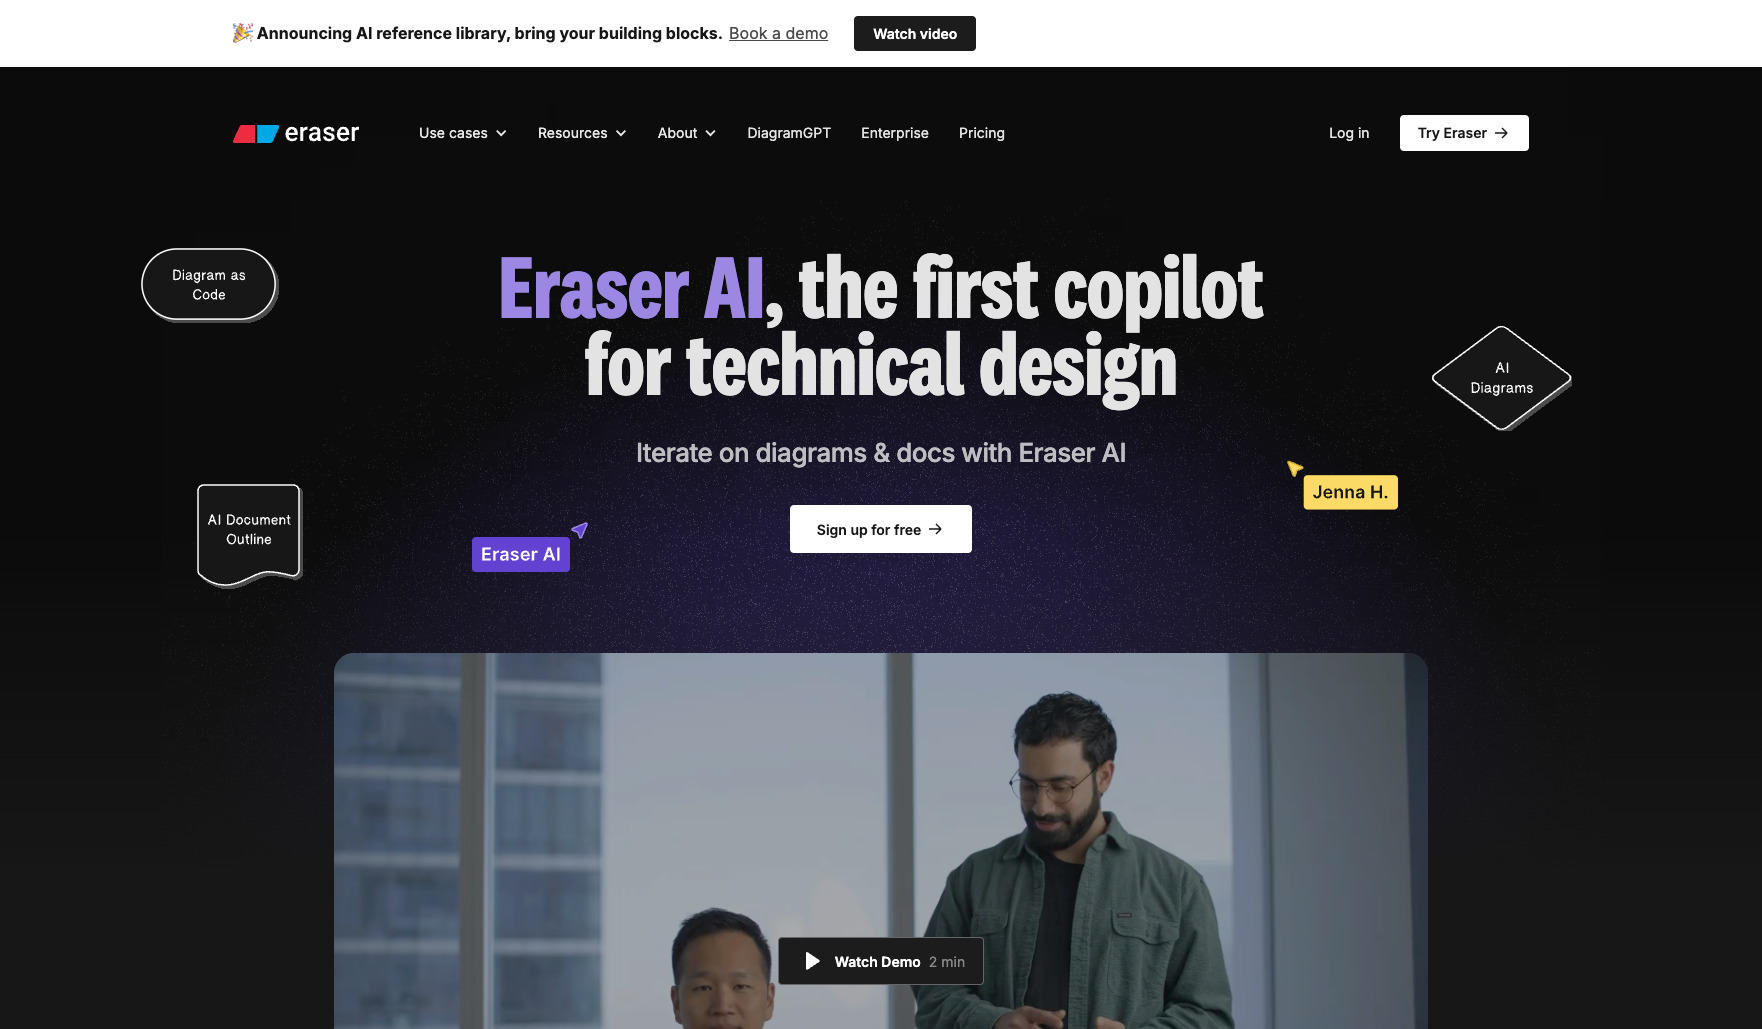 Announcing AI reference library, bring your building blocks. Book a demo
Watch video
eraser
Use cases
Resources
About
DiagramGPT
Enterprise
Pricing
Log in
Try Eraser
Diagram as
Code
Eraser AI, the first copilot
for technical design
AI
Diagrams
Iterate on diagrams & docs with Eraser AI
Jenna H.
AI Document
Outline
Sign up for free
Eraser AI
Watch Demo 2 min